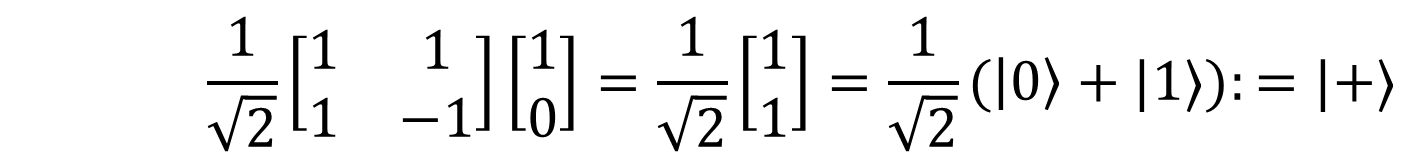 1/√2 [1 1; 1 −1] [1; 0] = 1/√2 [1; 1] = 1/√2 (|0⟩ + |1⟩): = |+⟩